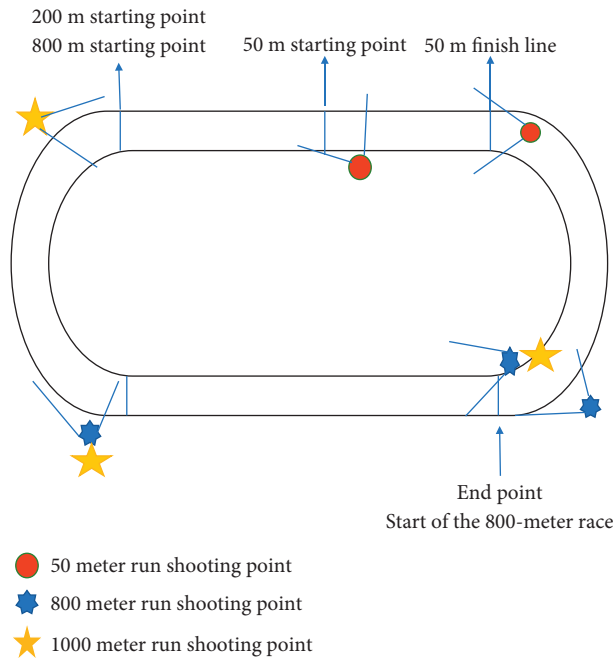 200 m starting point
800 m starting point
50 m starting point
50 m finish line
End point
Start of the 800-meter race
50 meter run shooting point
800 meter run shooting point
1000 meter run shooting point